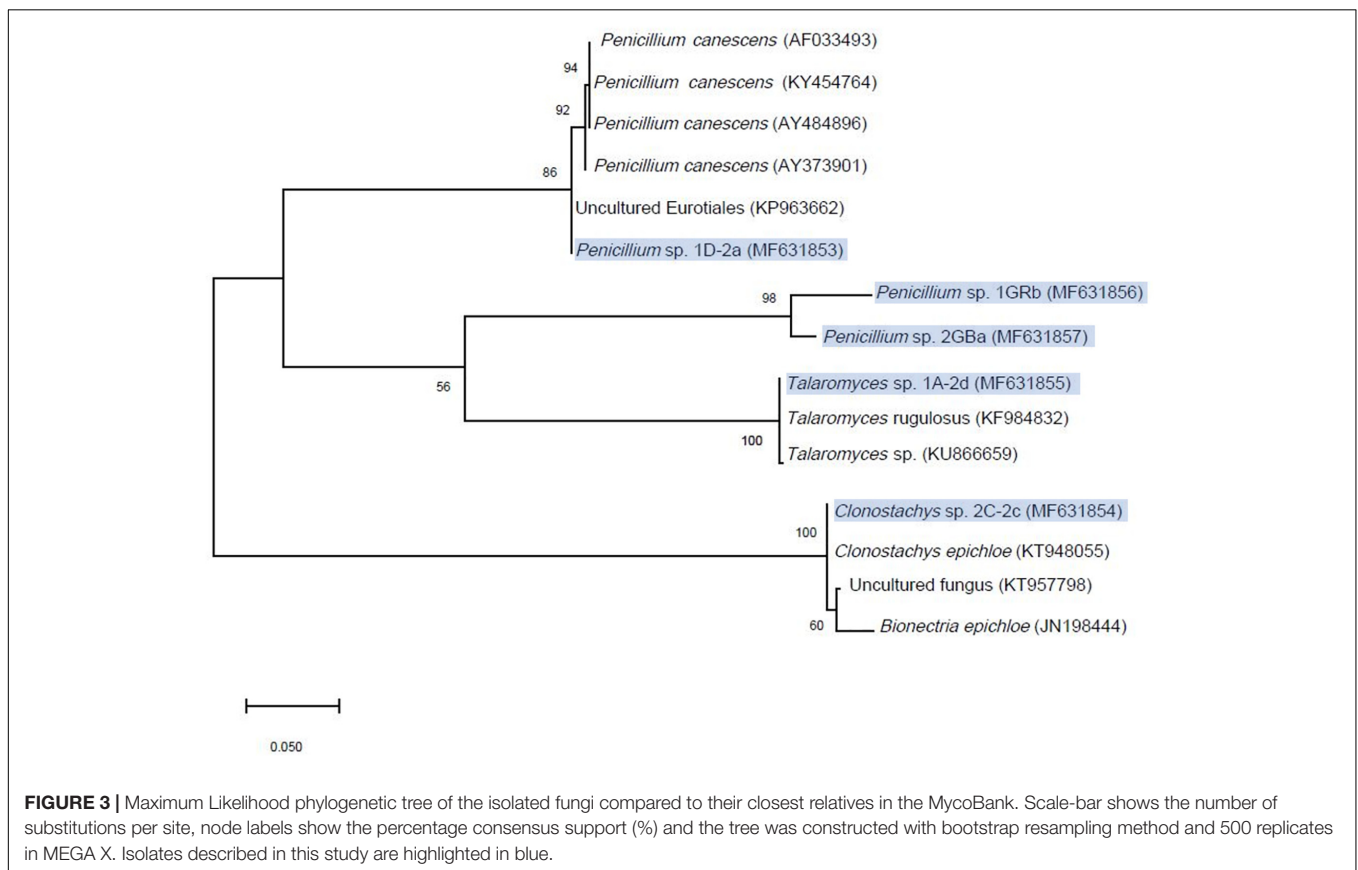 Penicillium canescens (AF033493)
94
Penicillium canescens (KY454764)
92
Penicillium canescens (AY484896)
Penicillium canescens (AY373901)
86
Uncultured Eurotiales (KP963662)
Penicillium sp. 1D-2a (MF631853)
98
Penicillium sp. 1GRb (MF631856)
Penicillium sp. 2GBa (MF631857)
56
Talaromyces sp. 1A-2d (MF631855)
Talaromyces rugulosus (KF984832)
100
Talaromyces sp. (KU866659)
Clonostachys sp. 2C-2c (MF631854)
100
Clonostachys epichloe (KT948055)
Uncultured fungus (KT957798)
60
Bionectria epichloe (JN198444)
0.050
FIGURE 3 | Maximum Likelihood phylogenetic tree of the isolated fungi compared to their closest relatives in the MycoBank. Scale-bar shows the number of
substitutions per site, node labels show the percentage consensus support (%) and the tree was constructed with bootstrap resampling method and 500 replicates
in MEGA X. Isolates described in this study are highlighted in blue.